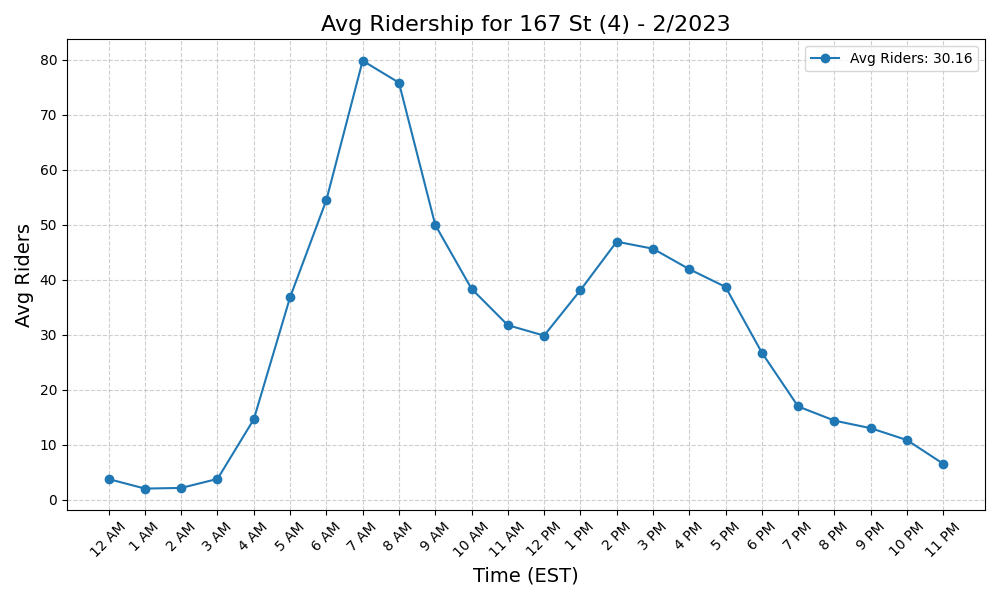 Avg Ridership for 167 St (4) - 2/2023
Avg Riders: 30.16
Avg Riders
80
70
60
50
40
30
20
10
0
12 AM
1 AM
2 AM
3 AM
4 AM
5 AM
6 AM
7 AM
8 AM
9 AM
10 AM
11 AM
12 PM
1 PM
2 PM
3 PM
4 PM
5 PM
6 PM
7 PM
8 PM
9 PM
10 PM
11 PM
Time (EST)